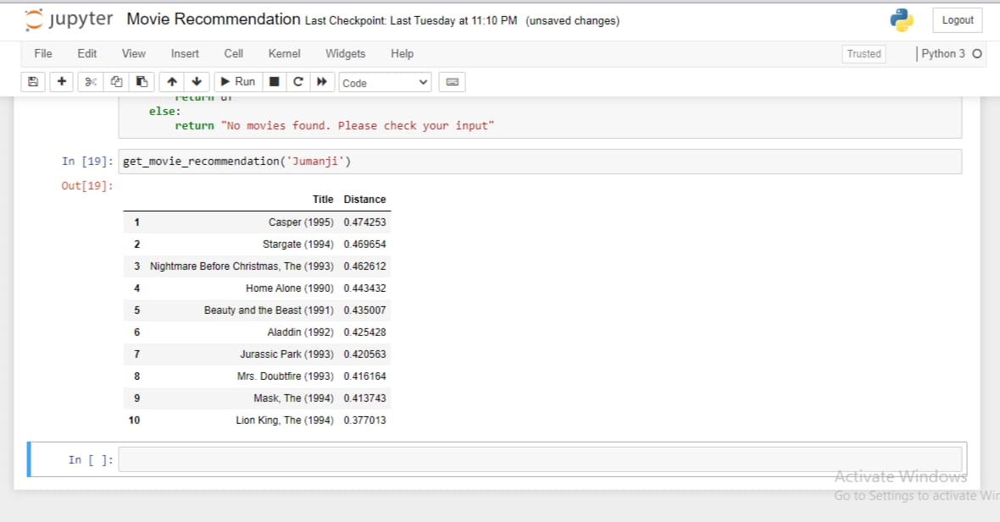 jupyter Movie Recommendation Last Checkpoint: Last Tuesday at 11:10 PM (unsaved changes) Logout
File Edit View Insert Cell Kernel Widgets Help Trusted Python 3
Run Code
return df
else:
return "No movies found. Please check your input"
In [19]: get_movie_recommendation('Jumanji')
Out[19]:
Title Distance
1 Casper (1995) 0.474253
2 Stargate (1994) 0.469654
3 Nightmare Before Christmas, The (1993) 0.462612
4 Home Alone (1990) 0.443432
5 Beauty and the Beast (1991) 0.435007
6 Aladdin (1992) 0.425428
7 Jurassic Park (1993) 0.420563
8 Mrs. Doubtfire (1993) 0.416164
9 Mask, The (1994) 0.413743
10 Lion King, The (1994) 0.377013
In [ ]:
Activate Windows
Go to Settings to activate Wi